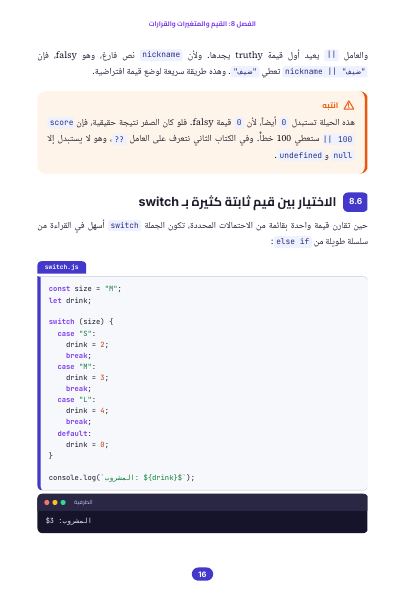 الفصل 8: القيم والمتغيرات والقرارات
والعامل || يعيد أول قيمة truthy يجدها. ولأن nickname نص فارغ، وهو falsy، فإن
nickname || "ضيف" تعطي "ضيف". وهذه طريقة سريعة لوضع قيمة افتراضية.
انتبه
هذه الحيلة تستبدل 0 أيضاً، لأن 0 قيمة falsy. فلو كان الصفر نتيجة حقيقية، فإن score
|| 100 ستعطي 100 خطأً. وفي الكتاب الثاني نتعرف على العامل ??، وهو لا يستبدل إلا
null و undefined.
8.6 الاختيار بين قيم ثابتة كثيرة بـ switch
حين تقارن قيمة واحدة بقائمة من الاحتمالات المحددة، تكون الجملة switch أسهل في القراءة من
سلسلة طويلة من else if:
switch.js
const size = "M";
let drink;
switch (size) {
case "S":
drink = 2;
break;
case "M":
drink = 3;
break;
case "L":
drink = 4;
break;
default:
drink = 0;
}
console.log(`المشروب: ${drink}$`);
الطرفية
المشروب: 3$
16